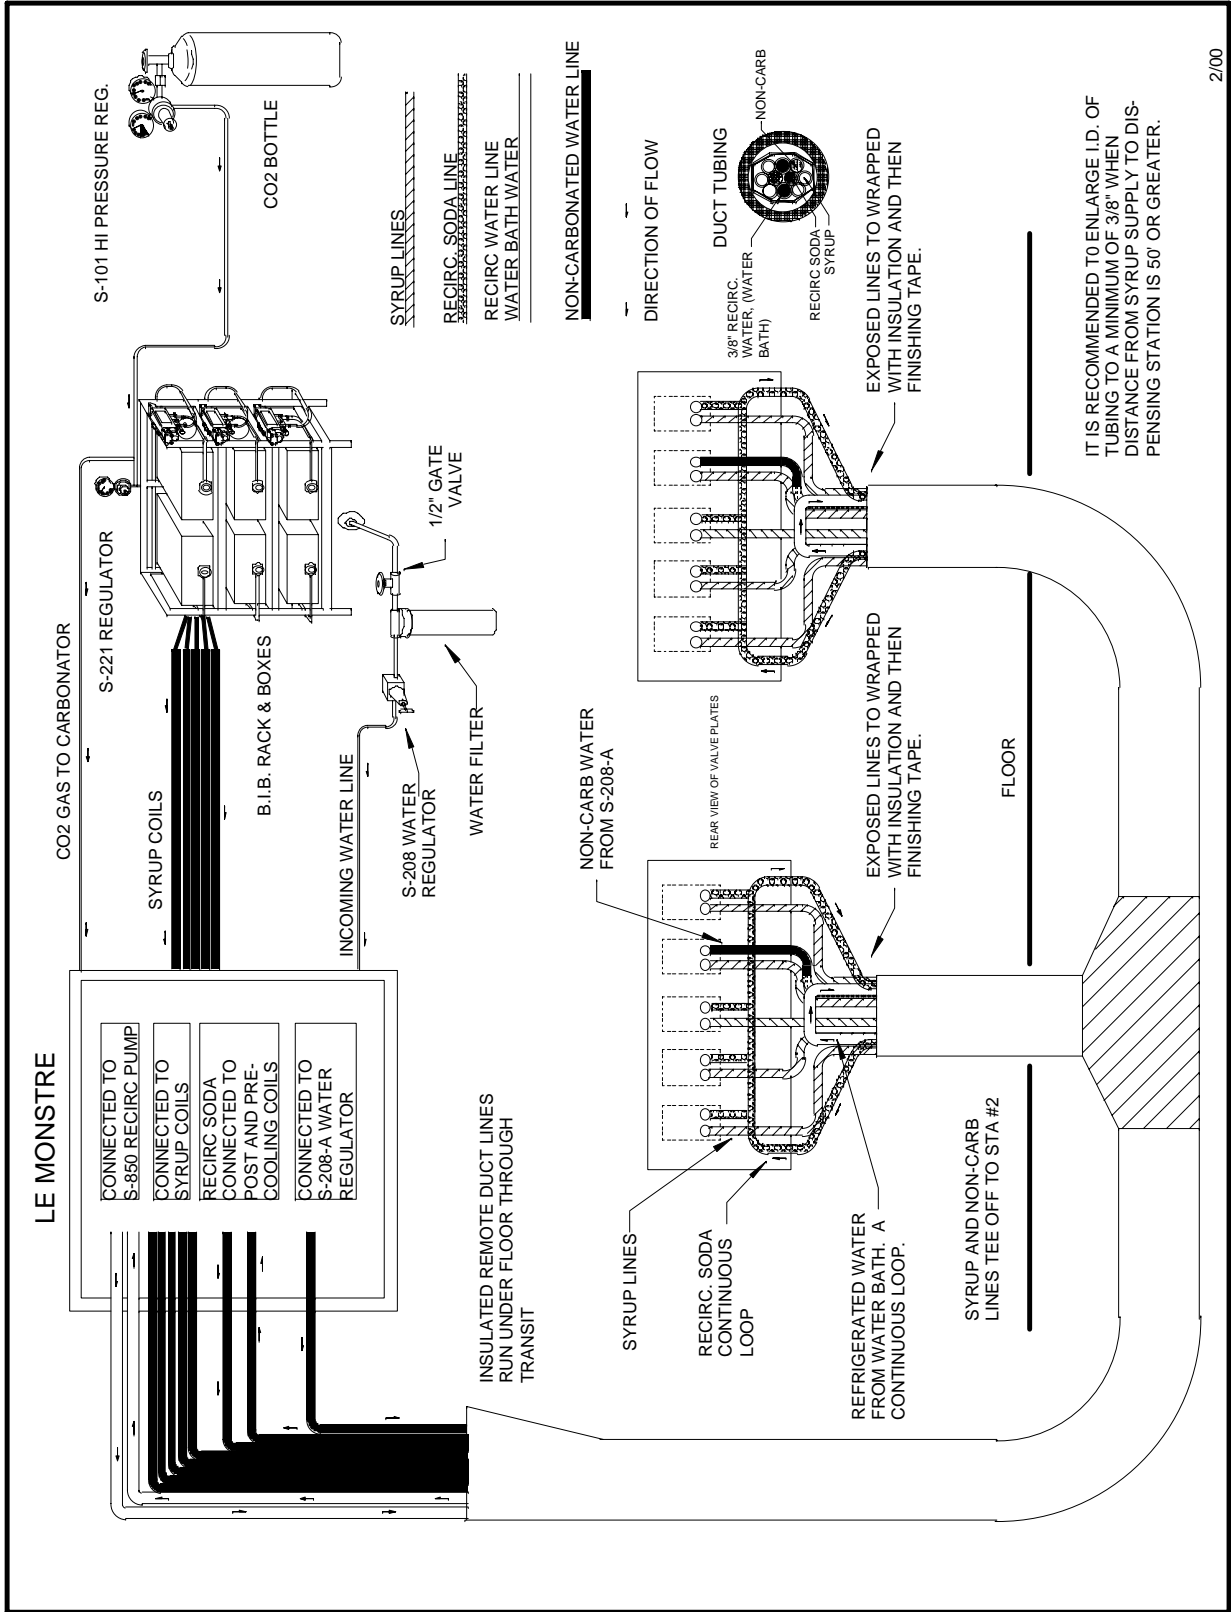 LE MONSTRE
CO2 GAS TO CARBONATOR
S-221 REGULATOR
S-101 HI PRESSURE REG.
CO2 BOTTLE
SYRUP COILS
B.I.B. RACK & BOXES
INCOMING WATER LINE
S-208 WATER
REGULATOR
WATER FILTER
1/2" GATE
VALVE
CONNECTED TO
S-850 RECIRC PUMP
CONNECTED TO
SYRUP COILS
RECIRC SODA
CONNECTED TO
POST AND PRE-
COOLING COILS
CONNECTED TO
S-208-A WATER
REGULATOR
SYRUP LINES
RECIRC. SODA LINE
RECIRC WATER LINE
WATER BATH WATER
NON-CARBONATED WATER LINE
DIRECTION OF FLOW
INSULATED REMOTE DUCT LINES
RUN UNDER FLOOR THROUGH
TRANSIT
NON-CARB WATER
FROM S-208-A
REAR VIEW OF VALVE PLATES
DUCT TUBING
3/8" RECIRC.
WATER, (WATER
BATH)
NON-CARB
RECIRC SODA
SYRUP
SYRUP LINES
RECIRC. SODA
CONTINUOUS
LOOP
REFRIGERATED WATER
FROM WATER BATH. A
CONTINUOUS LOOP.
EXPOSED LINES TO WRAPPED
WITH INSULATION AND THEN
FINISHING TAPE.
EXPOSED LINES TO WRAPPED
WITH INSULATION AND THEN
FINISHING TAPE.
SYRUP AND NON-CARB
LINES TEE OFF TO STA #2
FLOOR
IT IS RECOMMENDED TO ENLARGE I.D. OF
TUBING TO A MINIMUM OF 3/8" WHEN
DISTANCE FROM SYRUP SUPPLY TO DIS-
PENSING STATION IS 50' OR GREATER.
2/00